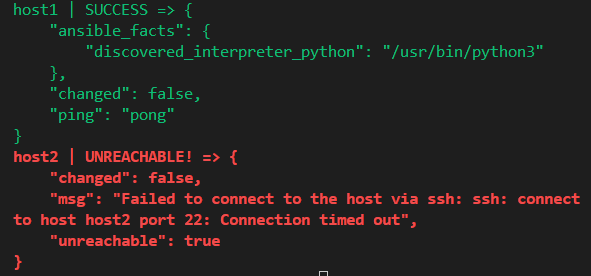 host1 | SUCCESS => {
    "ansible_facts": {
        "discovered_interpreter_python": "/usr/bin/python3"
    },
    "changed": false,
    "ping": "pong"
}
host2 | UNREACHABLE! => {
    "changed": false,
    "msg": "Failed to connect to the host via ssh: ssh: connect
to host host2 port 22: Connection timed out",
    "unreachable": true
}